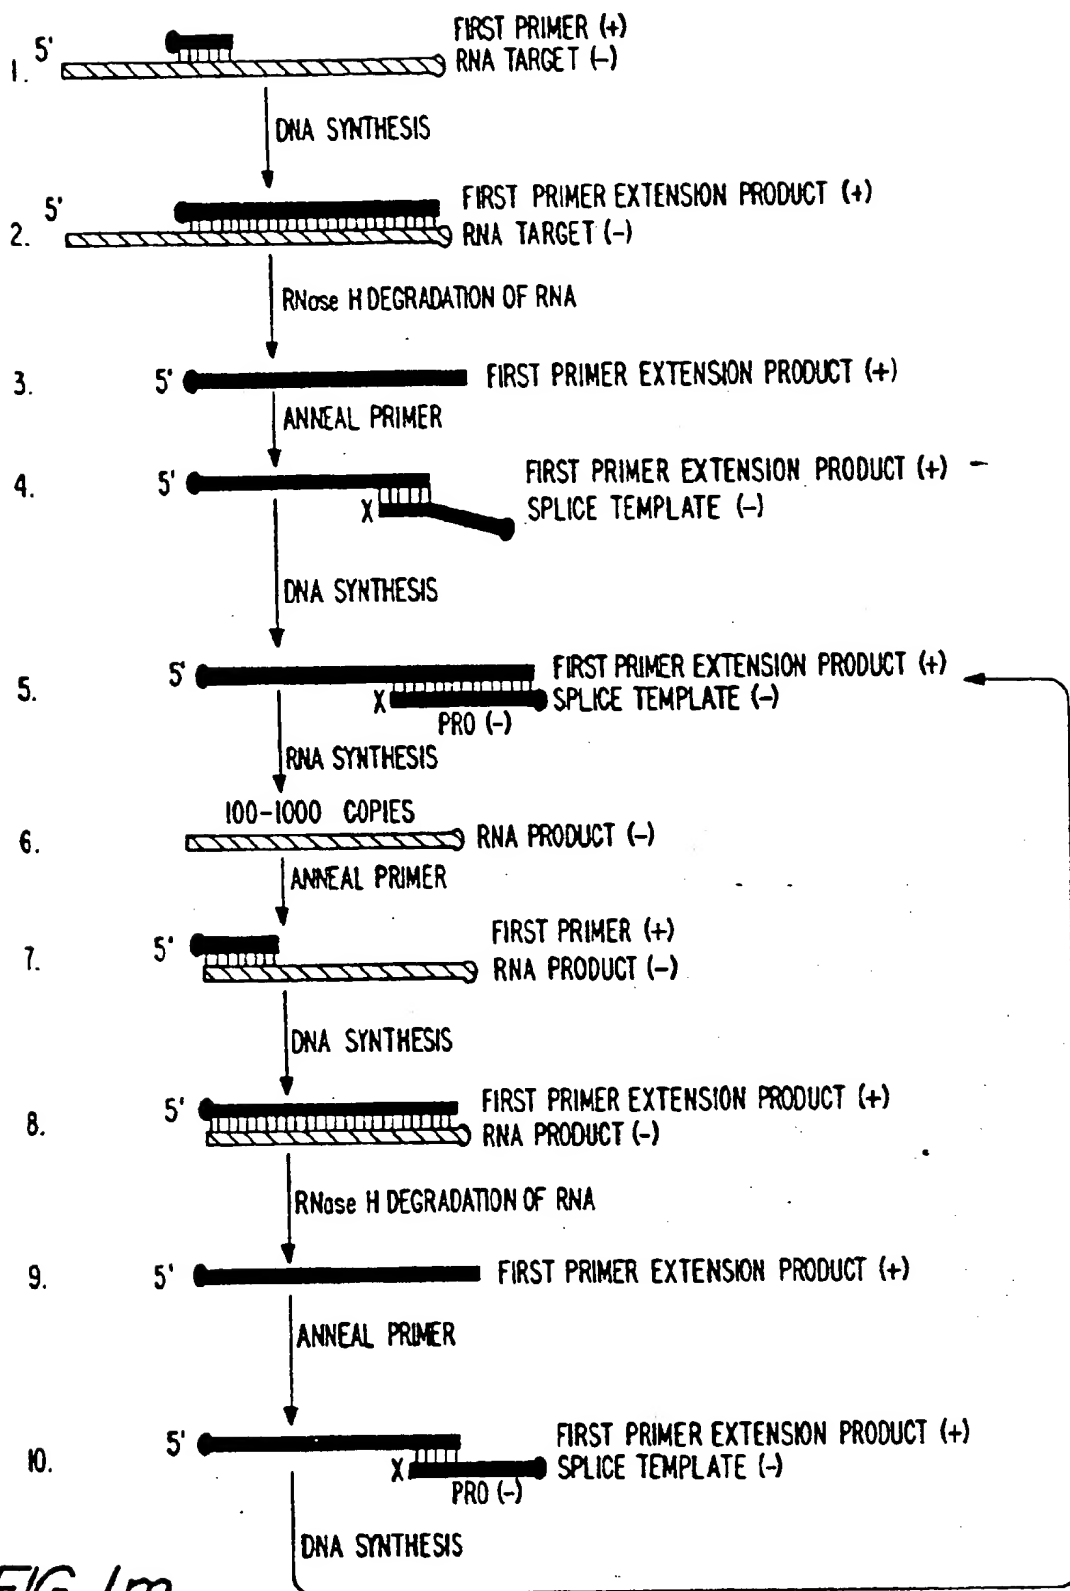 FIRST PRIMER (+)
5'
1. RNA TARGET (-)
DNA SYNTHESIS
5' FIRST PRIMER EXTENSION PRODUCT (+)
2. RNA TARGET (-)
RNase H DEGRADATION OF RNA
3. 5' FIRST PRIMER EXTENSION PRODUCT (+)
ANNEAL PRIMER
4. 5' FIRST PRIMER EXTENSION PRODUCT (+)
X SPLICE TEMPLATE (-)
DNA SYNTHESIS
5. 5' FIRST PRIMER EXTENSION PRODUCT (+)
X SPLICE TEMPLATE (-)
PRO (-)
RNA SYNTHESIS
100-1000 COPIES
6. RNA PRODUCT (-)
ANNEAL PRIMER
5' FIRST PRIMER (+)
7. RNA PRODUCT (-)
DNA SYNTHESIS
5' FIRST PRIMER EXTENSION PRODUCT (+)
8. RNA PRODUCT (-)
RNase H DEGRADATION OF RNA
9. 5' FIRST PRIMER EXTENSION PRODUCT (+)
ANNEAL PRIMER
5' FIRST PRIMER EXTENSION PRODUCT (+)
10. X SPLICE TEMPLATE (-)
PRO (-)
DNA SYNTHESIS
FIG. 1m